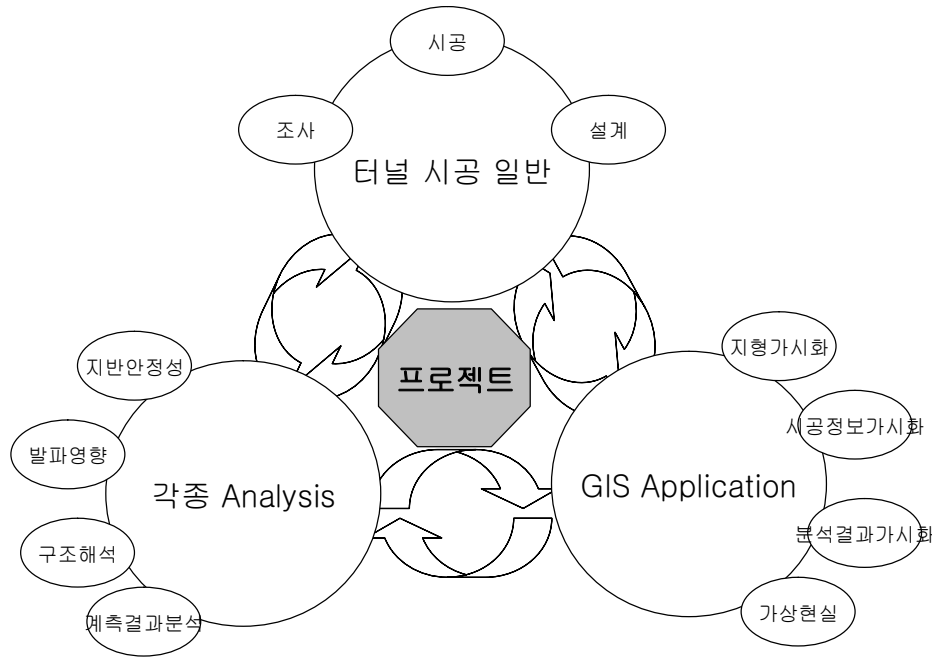 시공
조사
설계
터널 시공 일반
지반안정성
지형가시화
프로젝트
발파영향
시공정보가시화
각종 Analysis
GIS Application
구조해석
분석결과가시화
계측결과분석
가상현실